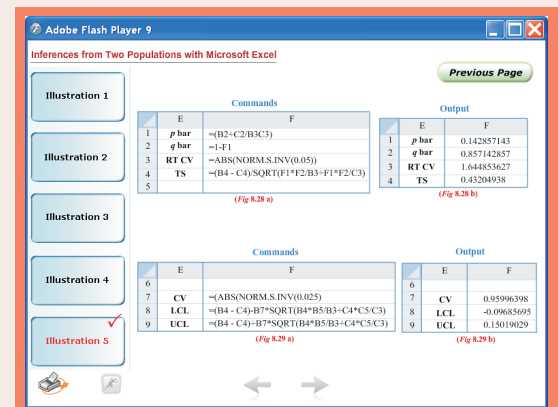 Adobe Flash Player 9
Inferences from Two Populations with Microsoft Excel
Previous Page
Illustration 1
Illustration 2
Illustration 3
Illustration 4
Illustration 5
Commands
E F
1 p bar =(B2+C2/B3C3)
2 q bar =1-F1
3 RT CV =ABS(NORM.S.INV(0.05))
4 TS =(B4 - C4)/SQRT(F1*F2/B3+F1*F2/C3)
5
(Fig 8.28 a)
Output
E F
1 p bar 0.142857143
2 q bar 0.857142857
3 RT CV 1.644853627
4 TS 0.43204938
(Fig 8.28 b)
Commands
E F
6
7 CV =(ABS(NORM.S.INV(0.025)
8 LCL =(B4 - C4)-B7*SQRT(B4*B5/B3+C4*C5/C3)
9 UCL =(B4 - C4)+B7*SQRT(B4*B5/B3+C4*C5/C3)
(Fig 8.29 a)
Output
E F
6
7 CV 0.95996398
8 LCL -0.09685695
9 UCL 0.15019029
(Fig 8.29 b)